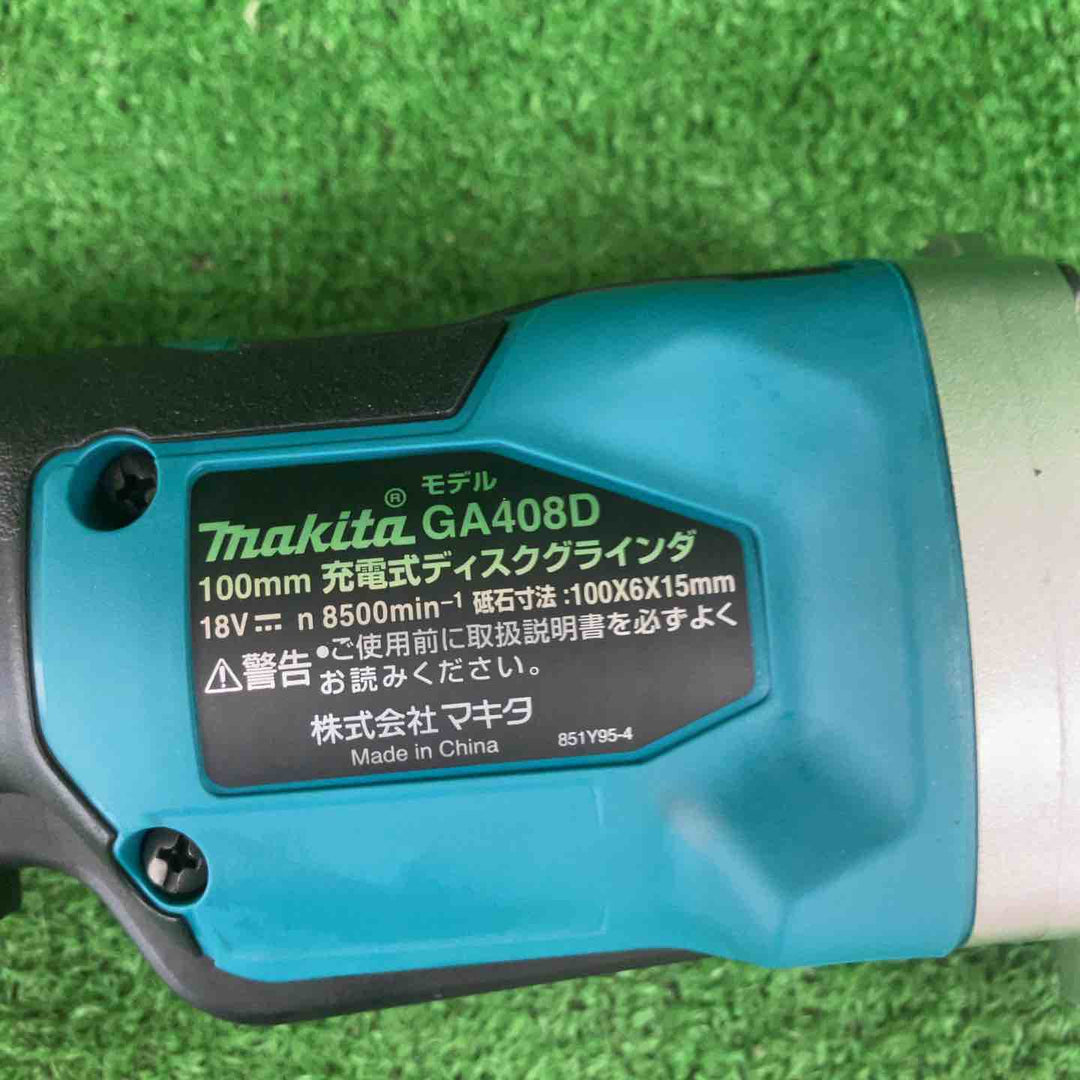 モデル
makita® GA408D
100mm 充電式ディスクグラインダ
18V⎓ n 8500min⁻¹ 砥石寸法:100X6X15mm
⚠警告 •ご使用前に取扱説明書を必ずよく
お読みください。
株式会社 マキタ
Made in China 851Y95-4